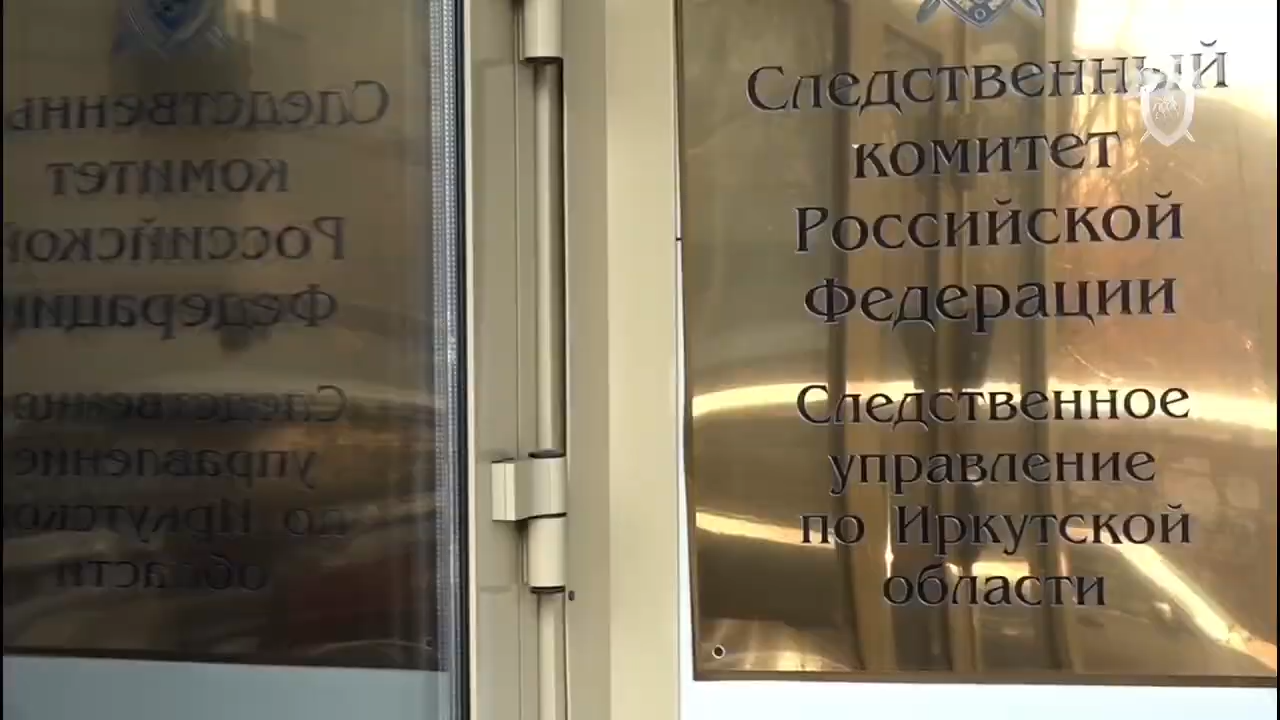 Следственный
комитет
Российской
Федерации
Следственное
управление
по Иркутской
области